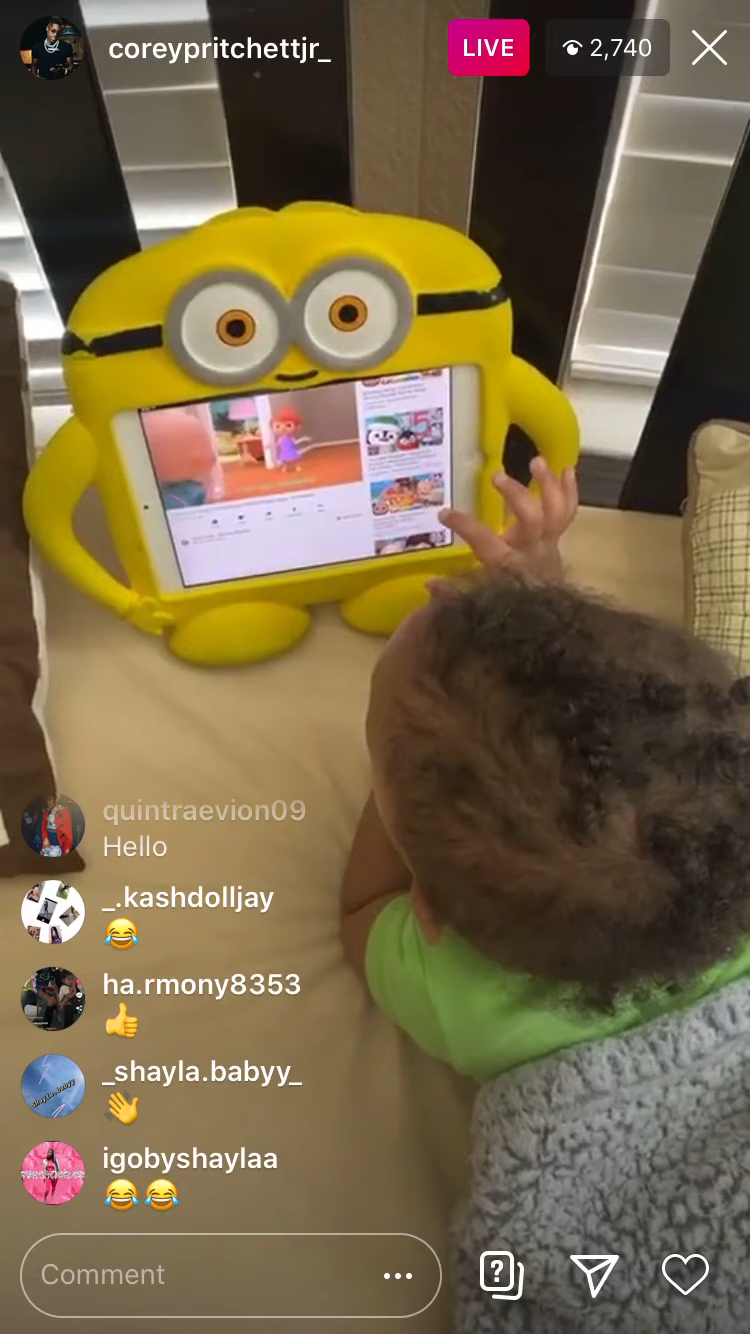 coreypritchettjr_
LIVE
2,740
quintraevion09
Hello
_.kashdolljay
😂
ha.rmony8353
👍
_shayla.babyy_
👋
igobyshaylaa
😂😂
Comment